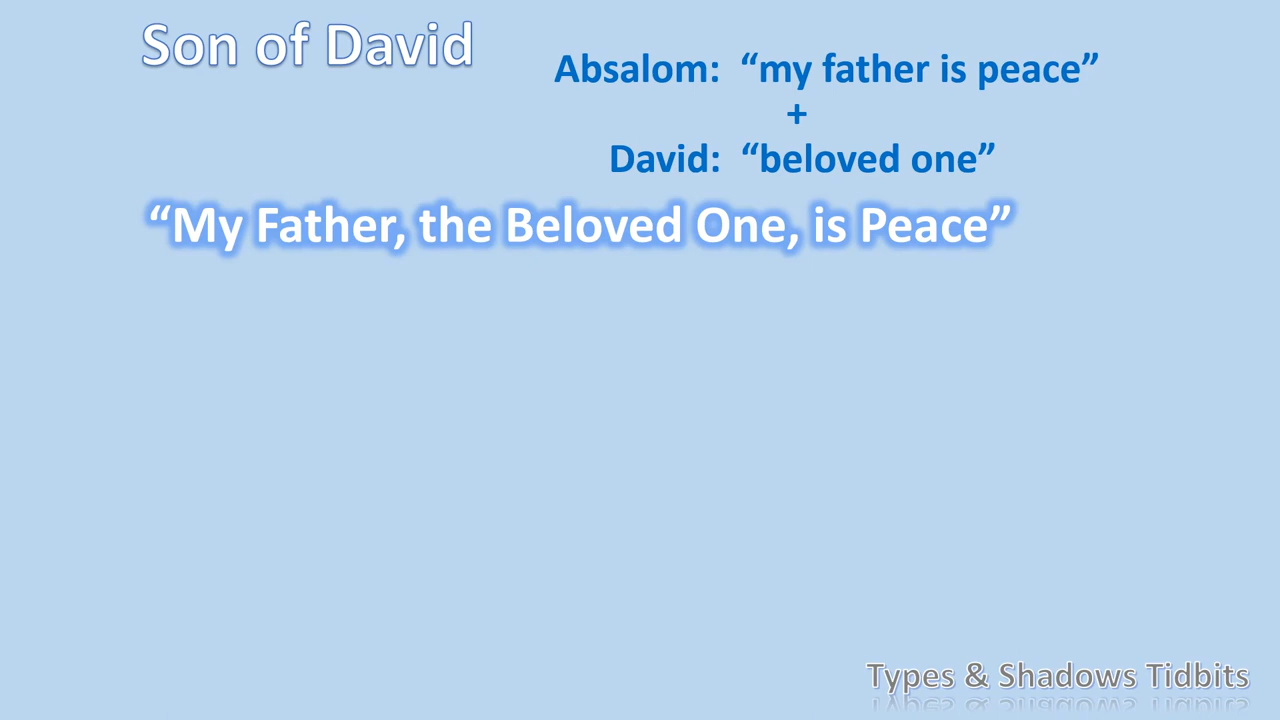 Son of David
Absalom: “my father is peace”
+
David: “beloved one”
“My Father, the Beloved One, is Peace”
Types & Shadows Tidbits